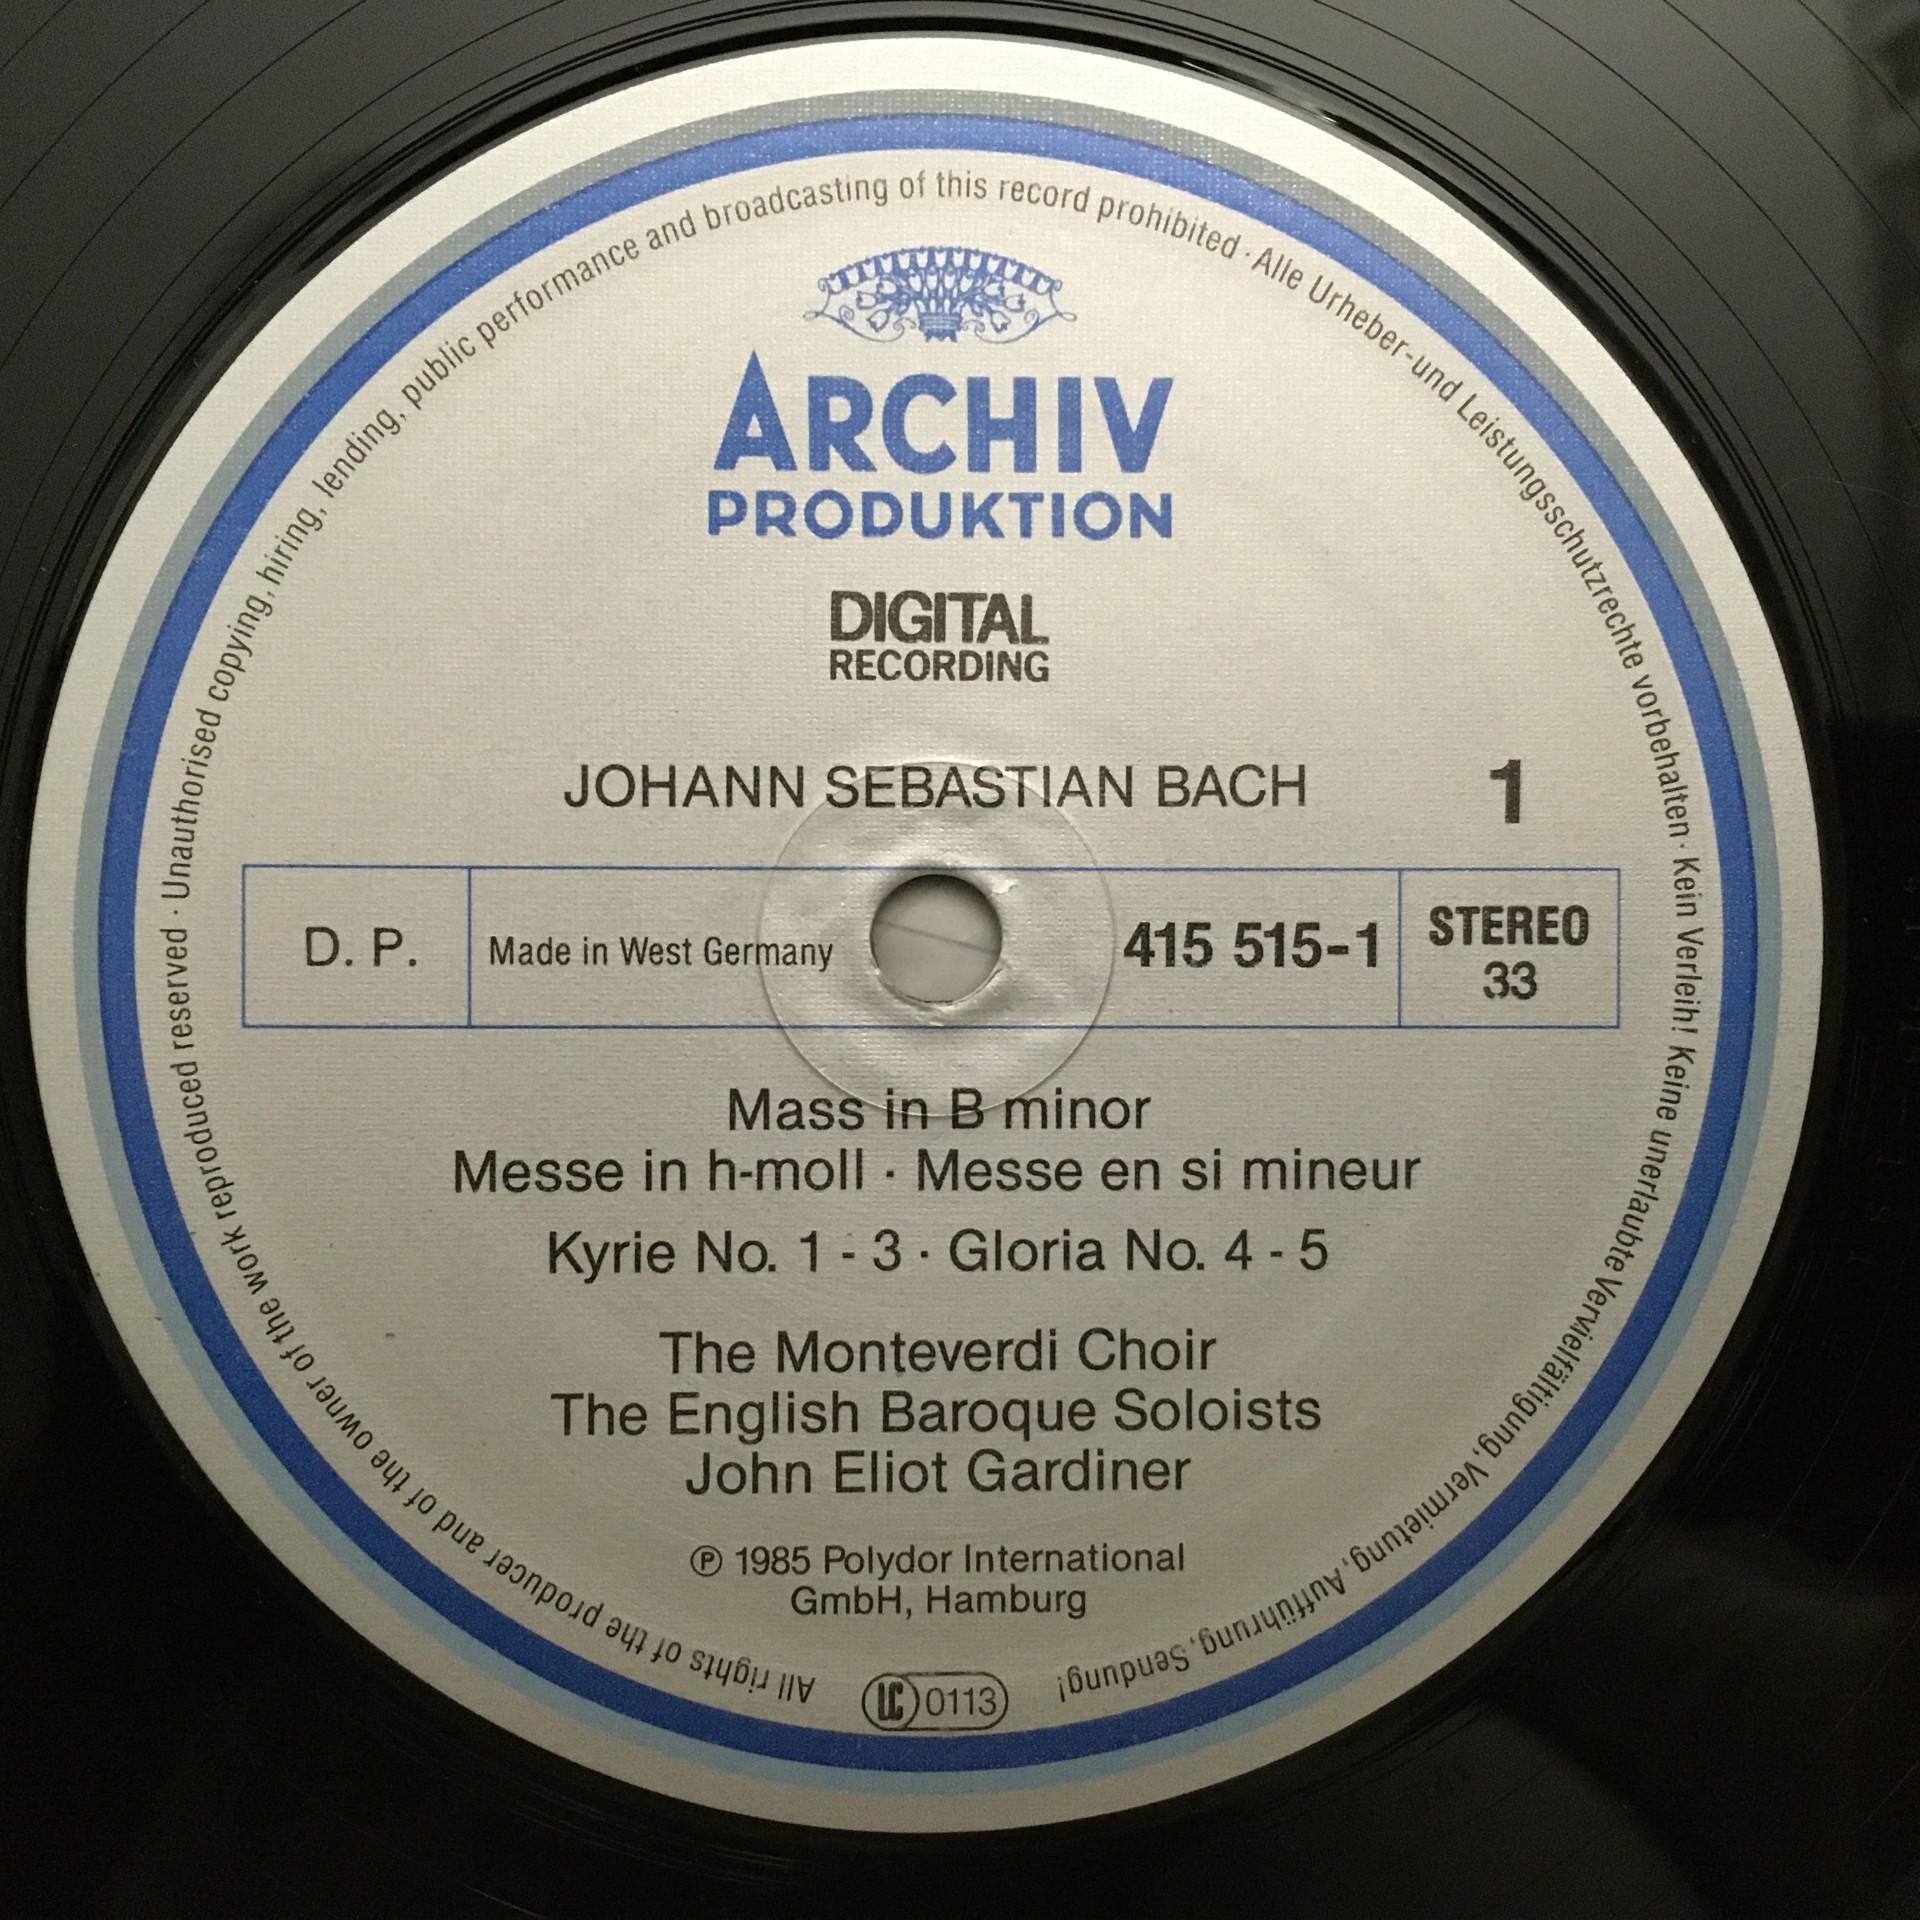 All rights of the producer and of the owner of the work reproduced reserved · Unauthorised copying, hiring, lending, public performance and broadcasting of this record prohibited · Alle Urheber-und Leistungsschutzrechte vorbehalten · Kein Verleih! Keine unerlaubte Vervielfältigung, Vermietung, Aufführung, Sendung!
ARCHIV
PRODUKTION
DIGITAL
RECORDING
JOHANN SEBASTIAN BACH 1
D. P. Made in West Germany 415 515-1 STEREO
33
Mass in B minor
Messe in h-moll · Messe en si mineur
Kyrie No. 1 - 3 · Gloria No. 4 - 5
The Monteverdi Choir
The English Baroque Soloists
John Eliot Gardiner
℗ 1985 Polydor International
GmbH, Hamburg
LC 0113